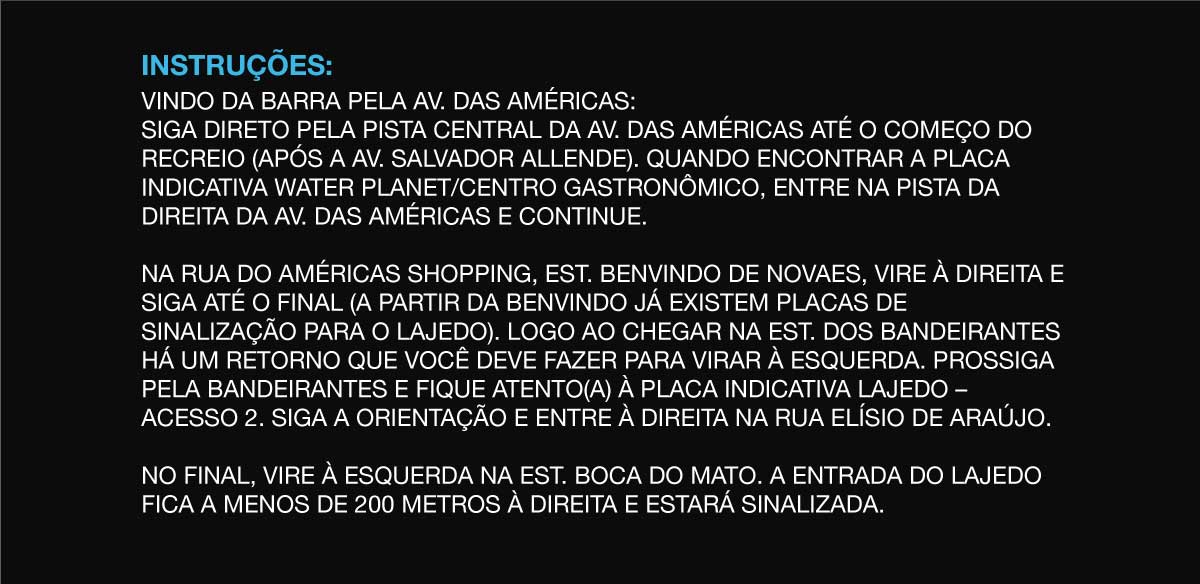 INSTRUÇÕES:
VINDO DA BARRA PELA AV. DAS AMÉRICAS:
SIGA DIRETO PELA PISTA CENTRAL DA AV. DAS AMÉRICAS ATÉ O COMEÇO DO
RECREIO (APÓS A AV. SALVADOR ALLENDE). QUANDO ENCONTRAR A PLACA
INDICATIVA WATER PLANET/CENTRO GASTRONÔMICO, ENTRE NA PISTA DA
DIREITA DA AV. DAS AMÉRICAS E CONTINUE.

NA RUA DO AMÉRICAS SHOPPING, EST. BENVINDO DE NOVAES, VIRE À DIREITA E
SIGA ATÉ O FINAL (A PARTIR DA BENVINDO JÁ EXISTEM PLACAS DE
SINALIZAÇÃO PARA O LAJEDO). LOGO AO CHEGAR NA EST. DOS BANDEIRANTES
HÁ UM RETORNO QUE VOCÊ DEVE FAZER PARA VIRAR À ESQUERDA. PROSSIGA
PELA BANDEIRANTES E FIQUE ATENTO(A) À PLACA INDICATIVA LAJEDO –
ACESSO 2. SIGA A ORIENTAÇÃO E ENTRE À DIREITA NA RUA ELÍSIO DE ARAÚJO.

NO FINAL, VIRE À ESQUERDA NA EST. BOCA DO MATO. A ENTRADA DO LAJEDO
FICA A MENOS DE 200 METROS À DIREITA E ESTARÁ SINALIZADA.